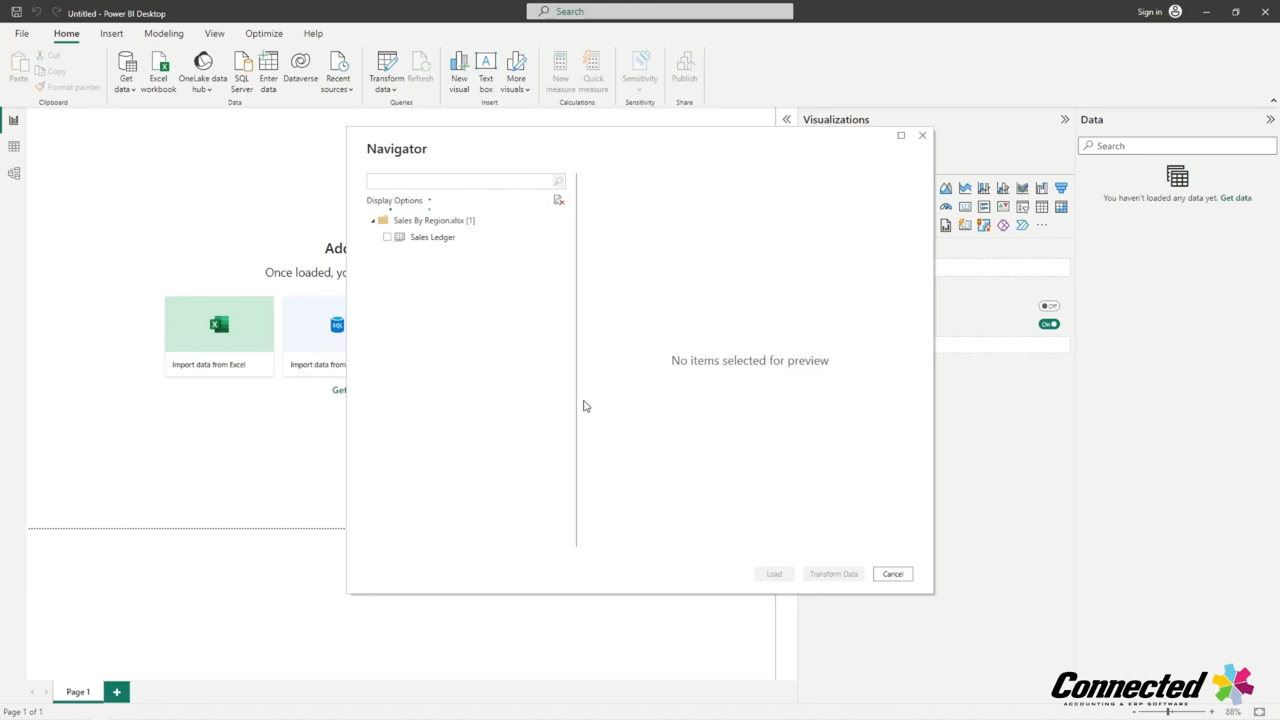 Untitled - Power BI Desktop
Search
Sign in
File Home Insert Modeling View Optimize Help
Paste
Cut
Copy
Format painter
Clipboard
Get data
Excel workbook
OneLake data hub
SQL Server
Enter data
Dataverse
Recent sources
Data
Transform data
Refresh
Queries
New visual
Text box
More visuals
Insert
New measure
Quick measure
Calculations
Sensitivity
Sensitivity
Publish
Share
Visualizations
Data
Search
You haven't loaded any data yet. Get data
Navigator
Display Options
Sales By Region.xlsx [1]
Sales Ledger
No items selected for preview
Load
Transform Data
Cancel
Add
Once loaded, yo
Import data from Excel
SQL
Import data from
Get
Off
On
Page 1
Page 1 of 1
88%
Connected
ACCOUNTING & ERP SOFTWARE